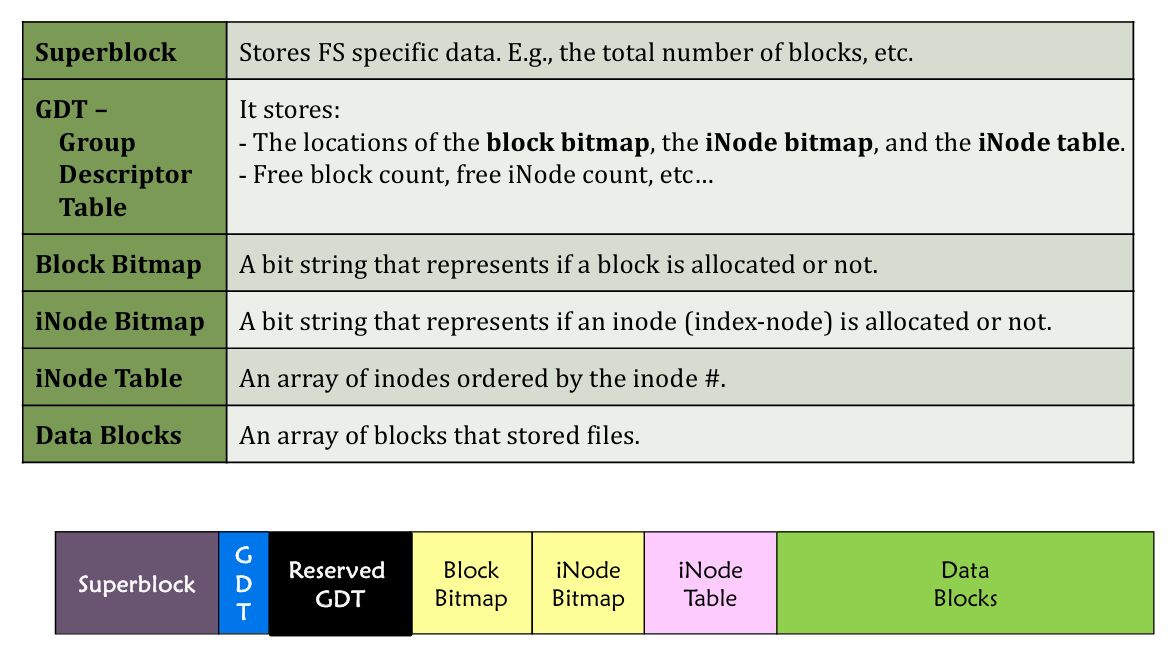 Superblock
Stores FS specific data. E.g., the total number of blocks, etc.
GDT –
Group
Descriptor
Table
It stores:
- The locations of the block bitmap, the iNode bitmap, and the iNode table.
- Free block count, free iNode count, etc…
Block Bitmap
A bit string that represents if a block is allocated or not.
iNode Bitmap
A bit string that represents if an inode (index-node) is allocated or not.
iNode Table
An array of inodes ordered by the inode #.
Data Blocks
An array of blocks that stored files.
Superblock
G
D
T
Reserved
GDT
Block
Bitmap
iNode
Bitmap
iNode
Table
Data
Blocks